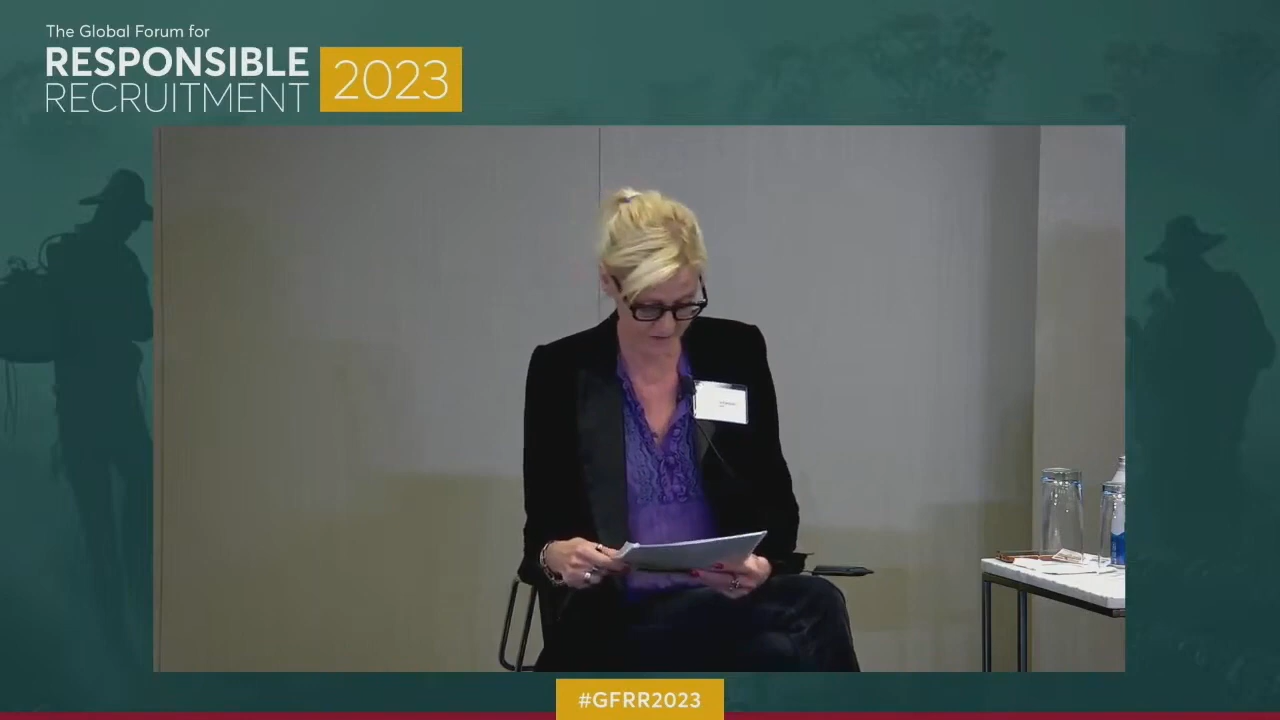 The Global Forum for
RESPONSIBLE
RECRUITMENT
2023
#GFRR2023